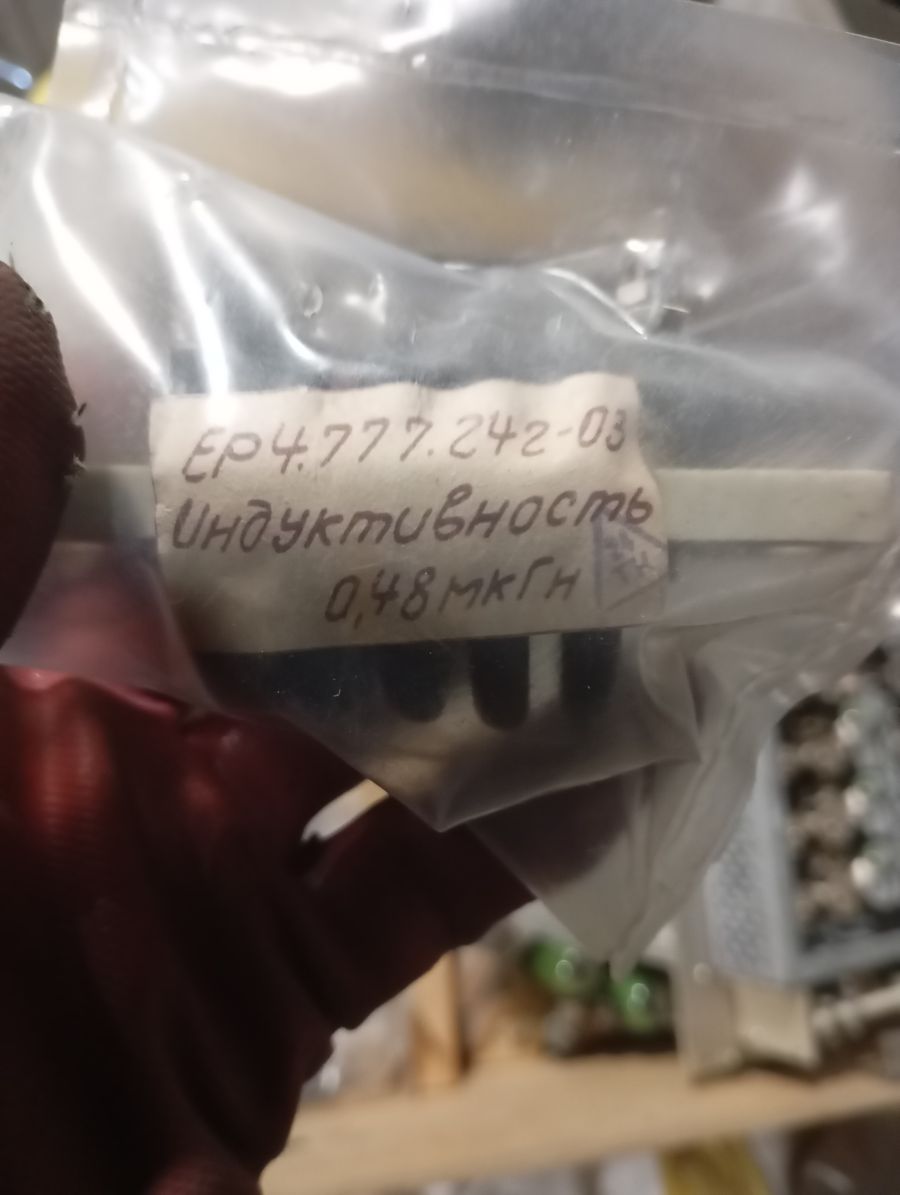 ЕР4.777.242-03
Индуктивность
0,48 мкГн